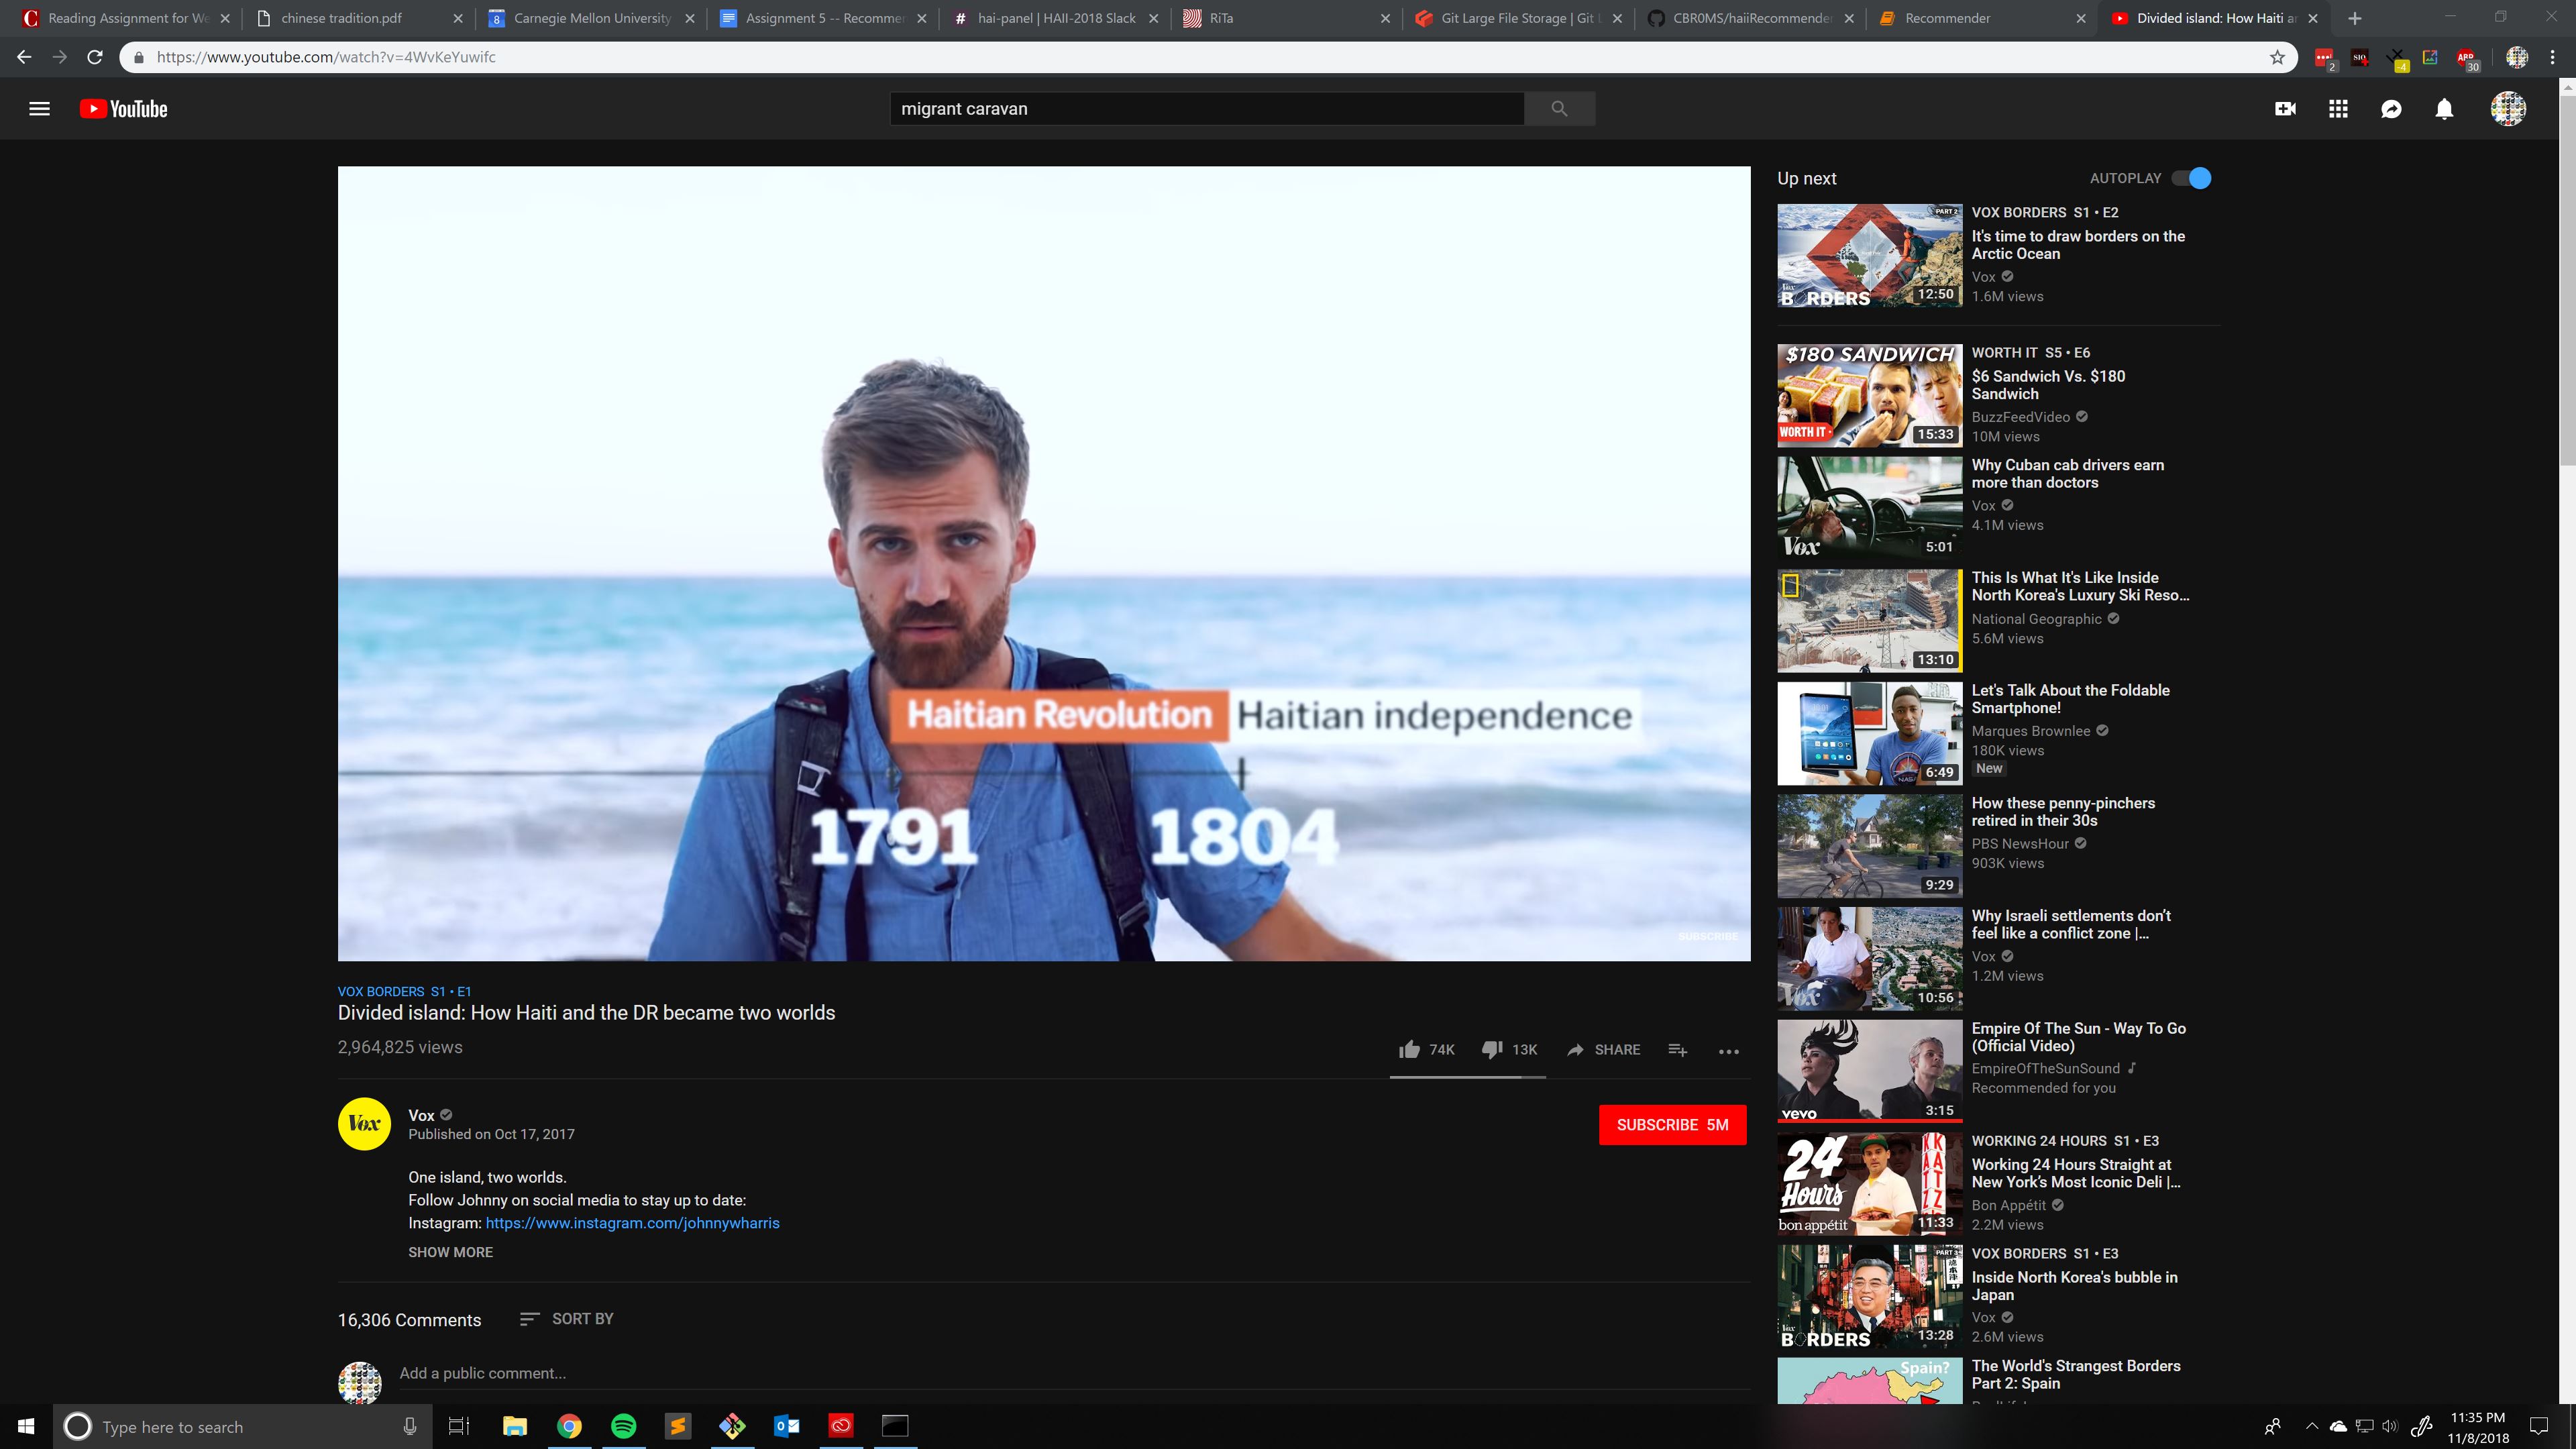 Reading Assignment for We
chinese tradition.pdf
8
Carnegie Mellon University
Assignment 5 -- Recommen
# hai-panel | HAII-2018 Slack
RiTa
Git Large File Storage | Git L
CBR0MS/haiiRecommender
Recommender
Divided island: How Haiti ar
https://www.youtube.com/watch?v=4WvKeYuwifc
2
-4
ABP
30
YouTube
migrant caravan
Haitian Revolution Haitian independence
1791 1804
SUBSCRIBE
VOX BORDERS S1 • E1
Divided island: How Haiti and the DR became two worlds
2,964,825 views
74K 13K SHARE
Vox
Vox
Published on Oct 17, 2017
SUBSCRIBE 5M
One island, two worlds.
Follow Johnny on social media to stay up to date:
Instagram: https://www.instagram.com/johnnywharris
SHOW MORE
16,306 Comments SORT BY
Add a public comment...
Up next AUTOPLAY
PART 2
Vox
BORDERS
12:50
VOX BORDERS S1 • E2
It's time to draw borders on the
Arctic Ocean
Vox
1.6M views
$180 SANDWICH
WORTH IT
15:33
WORTH IT S5 • E6
$6 Sandwich Vs. $180
Sandwich
BuzzFeedVideo
10M views
Vox
5:01
Why Cuban cab drivers earn
more than doctors
Vox
4.1M views
13:10
This Is What It's Like Inside
North Korea's Luxury Ski Reso...
National Geographic
5.6M views
6:49
Let's Talk About the Foldable
Smartphone!
Marques Brownlee
180K views
New
9:29
How these penny-pinchers
retired in their 30s
PBS NewsHour
903K views
Vox
10:56
Why Israeli settlements don’t
feel like a conflict zone |...
Vox
1.2M views
vevo
3:15
Empire Of The Sun - Way To Go
(Official Video)
EmpireOfTheSunSound
Recommended for you
24
Hours
bon appétit
KATZ
11:33
WORKING 24 HOURS S1 • E3
Working 24 Hours Straight at
New York’s Most Iconic Deli |...
Bon Appétit
2.2M views
PART 3
Vox
BORDERS
13:28
VOX BORDERS S1 • E3
Inside North Korea's bubble in
Japan
Vox
2.6M views
Spain?
The World's Strangest Borders
Part 2: Spain
Type here to search
11:35 PM
11/8/2018